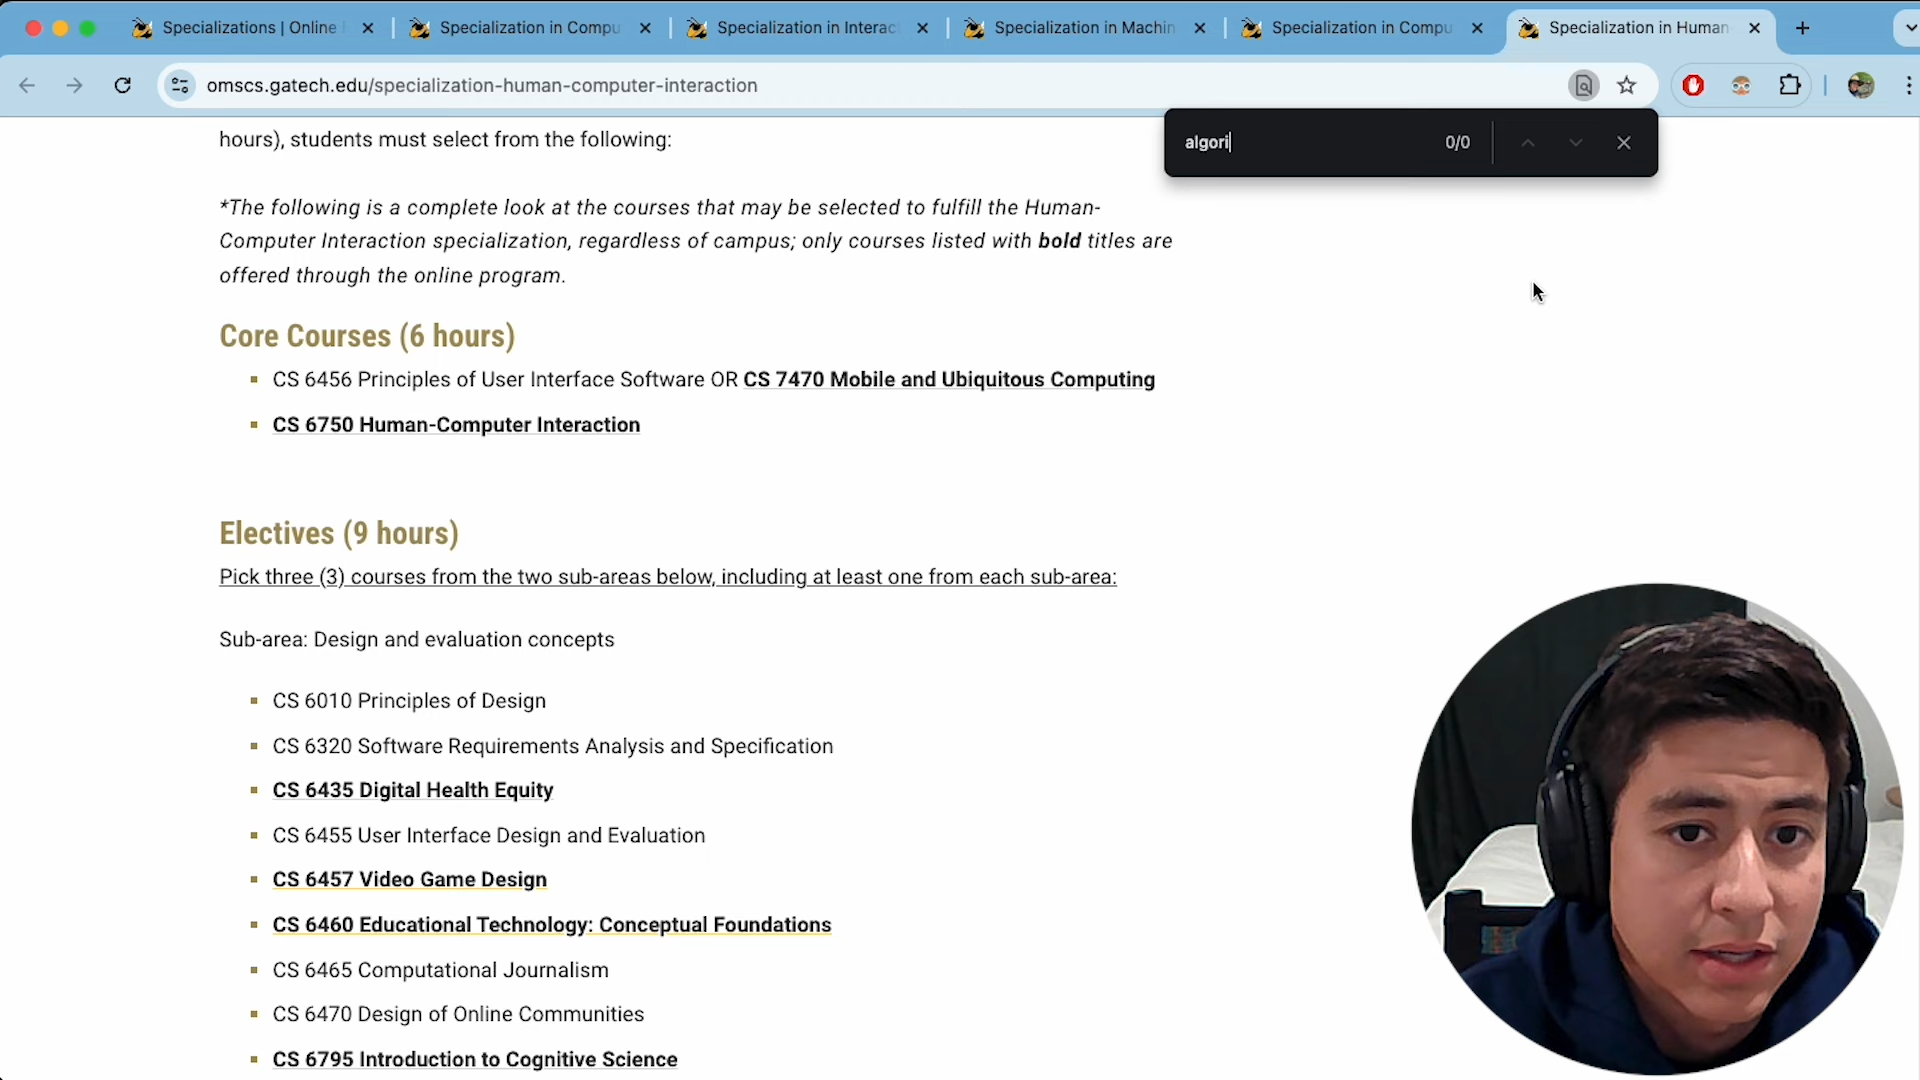 Specializations | Online
Specialization in Compu
Specialization in Interac
Specialization in Machin
Specialization in Compu
Specialization in Human
omscs.gatech.edu/specialization-human-computer-interaction
algori
0/0
hours), students must select from the following:
*The following is a complete look at the courses that may be selected to fulfill the Human-
Computer Interaction specialization, regardless of campus; only courses listed with bold titles are
offered through the online program.
Core Courses (6 hours)
CS 6456 Principles of User Interface Software OR CS 7470 Mobile and Ubiquitous Computing
CS 6750 Human-Computer Interaction
Electives (9 hours)
Pick three (3) courses from the two sub-areas below, including at least one from each sub-area:
Sub-area: Design and evaluation concepts
CS 6010 Principles of Design
CS 6320 Software Requirements Analysis and Specification
CS 6435 Digital Health Equity
CS 6455 User Interface Design and Evaluation
CS 6457 Video Game Design
CS 6460 Educational Technology: Conceptual Foundations
CS 6465 Computational Journalism
CS 6470 Design of Online Communities
CS 6795 Introduction to Cognitive Science